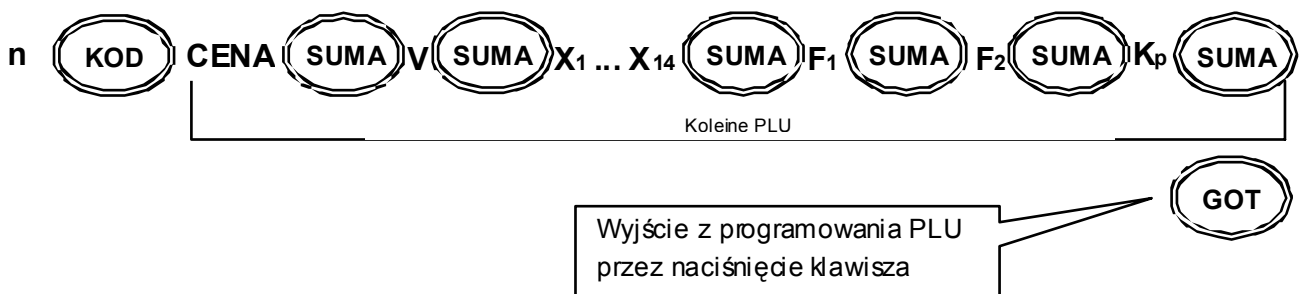 n KOD CENA SUMA V SUMA X1 ... X14 SUMA F1 SUMA F2 SUMA Kp SUMA
Koleine PLU
GOT
Wyjście z programowania PLU
przez naciśnięcie klawisza